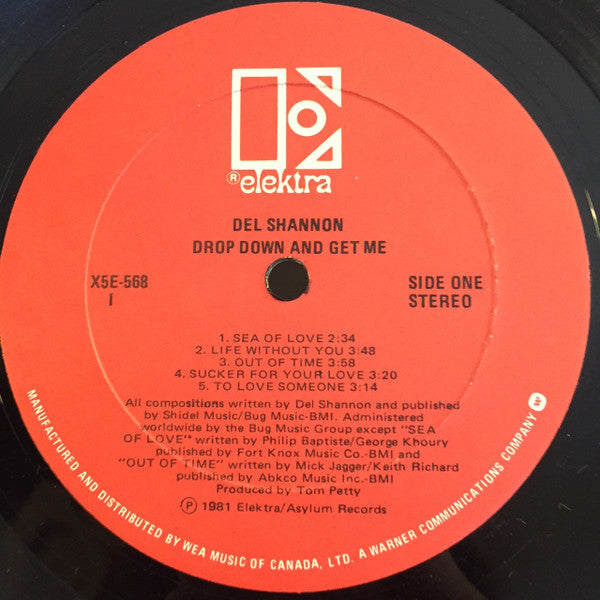 ® elektra
DEL SHANNON
DROP DOWN AND GET ME
X5E-568
1
SIDE ONE
STEREO
1. SEA OF LOVE 2:34
2. LIFE WITHOUT YOU 3:48
3. OUT OF TIME 3:58
4. SUCKER FOR YOUR LOVE 3:20
5. TO LOVE SOMEONE 3:14
All compositions written by Del Shannon and published
by Shidel Music/Bug Music-BMI. Administered
worldwide by the Bug Music Group except "SEA
OF LOVE" written by Philip Baptiste/George Khoury
published by Fort Knox Music Co.-BMI and
"OUT OF TIME" written by Mick Jagger/Keith Richard
published by Abkco Music Inc.-BMI
Produced by Tom Petty
℗ 1981 Elektra/Asylum Records
MANUFACTURED AND DISTRIBUTED BY WEA MUSIC OF CANADA, LTD. A WARNER COMMUNICATIONS COMPANY